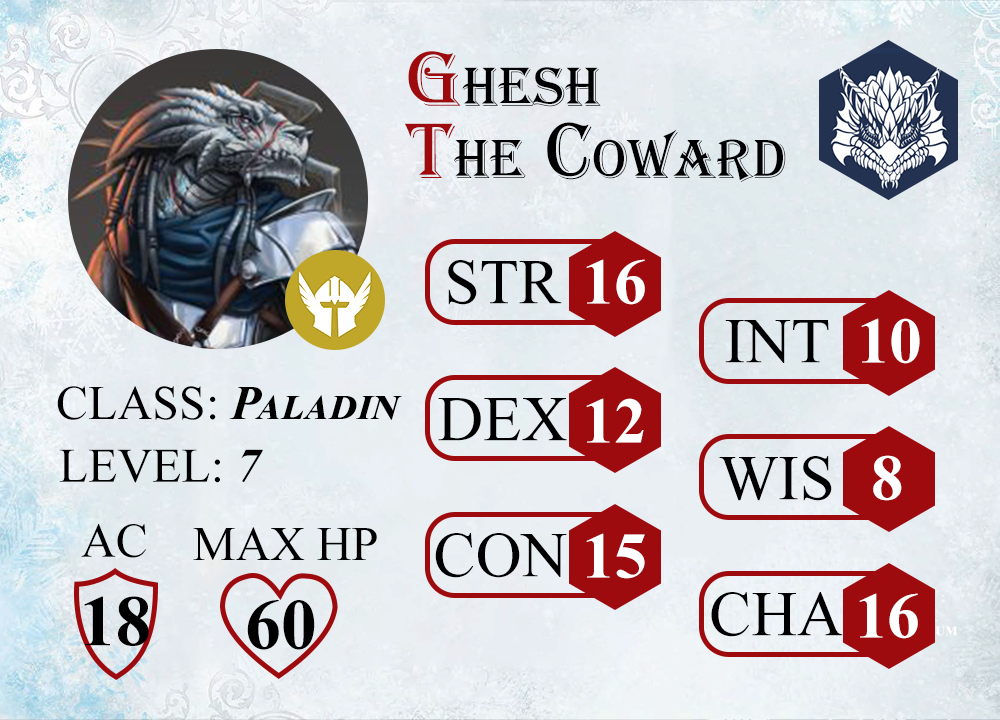 Ghesh
The Coward
STR 16
INT 10
CLASS: Paladin
DEX 12
LEVEL: 7
WIS 8
AC
MAX HP
CON 15
18
60
CHA 16
UM